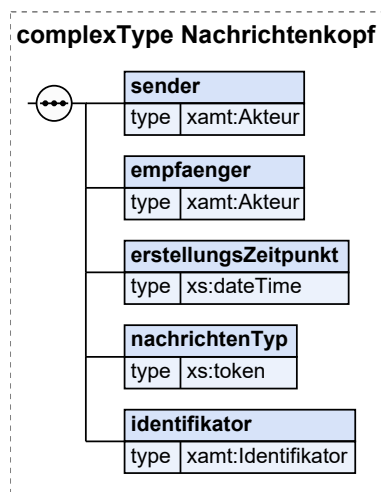 complexType Nachrichtenkopf
sender
type xamt:Akteur
empfaenger
type xamt:Akteur
erstellungsZeitpunkt
type xs:dateTime
nachrichtenTyp
type xs:token
identifikator
type xamt:Identifikator